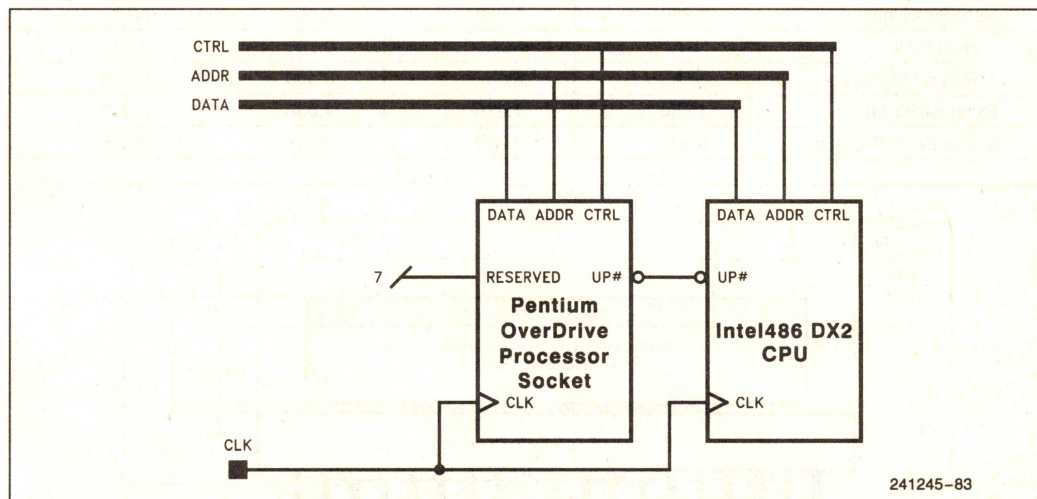 CTRL
ADDR
DATA
DATA ADDR CTRL
DATA ADDR CTRL
7
RESERVED
UP#
UP#
Pentium
OverDrive
Processor
Socket
Intel486 DX2
CPU
CLK
CLK
CLK
241245-83